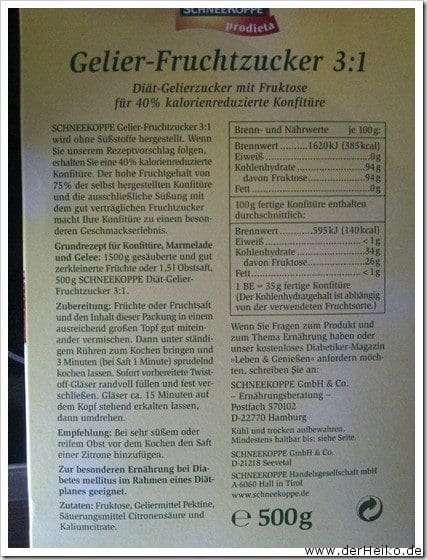 SCHNEEKOPPE
prodieta
Gelier-Fruchtzucker 3:1
Diät-Gelierzucker mit Fruktose
für 40% kalorienreduzierte Konfitüre
SCHNEEKOPPE Gelier-Fruchtzucker 3:1
wird ohne Süßstoffe hergestellt. Wenn
Sie unserem Rezeptvorschlag folgen,
erhalten Sie eine 40% kalorienreduzierte
Konfitüre. Der hohe Fruchtgehalt von
75% der selbst hergestellten Konfitüre
und die ausschließliche Süßung mit
dem gut verträglichen Fruchtzucker
macht Ihre Konfitüre zu einem beson-
deren Geschmackserlebnis.
Grundrezept für Konfitüre, Marmelade
und Gelee: 1500g gesäuberte und gut
zerkleinerte Früchte oder 1,5l Obstsaft,
500g SCHNEEKOPPE Diät-Gelier-
Fruchtzucker 3:1.
Zubereitung: Früchte oder Fruchtsaft
und den Inhalt dieser Packung in einem
ausreichend großen Topf gut mitein-
ander vermischen. Dann unter ständi-
gem Rühren zum Kochen bringen und
3 Minuten (bei Saft 1 Minute) sprudelnd
kochen lassen. Sofort vorbereitete Twist-
off-Gläser randvoll füllen und fest ver-
schließen. Gläser ca. 15 Minuten auf
dem Kopf stehend erkalten lassen,
dann umdrehen.
Empfehlung: Bei sehr süßem oder
reifem Obst vor dem Kochen den Saft
einer Zitrone hinzufügen.
Zur besonderen Ernährung bei Dia-
betes mellitus im Rahmen eines Diät-
planes geeignet.
Zutaten: Fruktose, Geliermittel Pektine,
Säuerungsmittel Citronensäure und
Kaliumcitrate.
Brenn- und Nährwerte je 100g:
Brennwert ..........1620kJ (385kcal)
Eiweiß ..........0g
Kohlenhydrate ..........94g
davon Fruktose ..........94g
Fett ..........0g
100g fertige Konfitüre enthalten
durchschnittlich:
Brennwert ..........595kJ (140kcal)
Eiweiß ..........< 1g
Kohlenhydrate ..........34g
davon Fruktose ..........26g
Fett ..........< 1g
1 BE = 35g fertige Konfitüre
(Der Kohlenhydratgehalt ist abhängig
von der verwendeten Fruchtsorte.)
Wenn Sie Fragen zum Produkt und
zum Thema Ernährung haben oder
unser kostenloses Diabetiker-Magazin
»Leben & Genießen« anfordern möch-
ten, schreiben Sie an:
SCHNEEKOPPE GmbH & Co.
– Ernährungsberatung –
Postfach 570102
D-22770 Hamburg
Kühl und trocken aufbewahren.
Mindestens haltbar bis: siehe Seite.
SCHNEEKOPPE GmbH & Co.
D-21218 Seevetal
SCHNEEKOPPE Handelsgesellschaft mbH
A-6060 Hall in Tirol
www.schneekoppe.de
℮ 500g
www.derHeiko.de